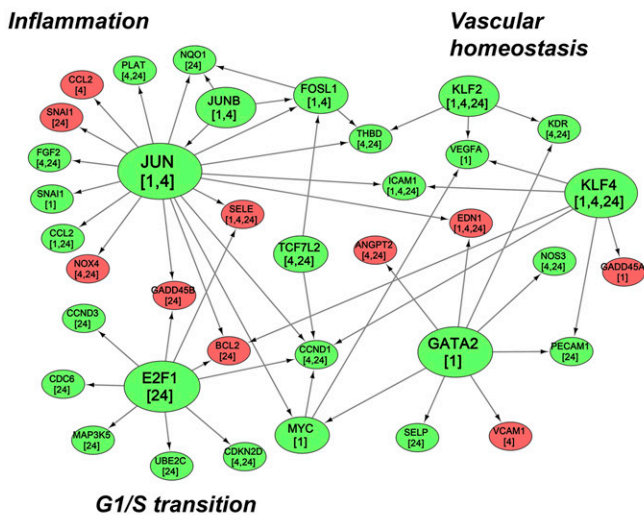 Inflammation
Vascular
homeostasis
CCL2
[4]
PLAT
[4,24]
NQO1
[24]
FOSL1
[1,4]
KLF2
[1,4,24]
SNAI1
[24]
JUNB
[1,4]
THBD
[4,24]
KDR
[4,24]
FGF2
[4,24]
JUN
[1,4]
VEGFA
[1]
SNAI1
[1]
ICAM1
[1,4,24]
KLF4
[1,4,24]
CCL2
[1,24]
SELE
[1,4,24]
EDN1
[1,4,24]
NOX4
[4,24]
TCF7L2
[4,24]
ANGPT2
[4,24]
NOS3
[4,24]
GADD45A
[1]
GADD45B
[24]
CCND3
[24]
BCL2
[24]
CCND1
[4,24]
GATA2
[1]
PECAM1
[24]
CDC6
[24]
E2F1
[24]
MAP3K5
[24]
UBE2C
[24]
CDKN2D
[4,24]
MYC
[1]
SELP
[24]
VCAM1
[4]
G1/S transition